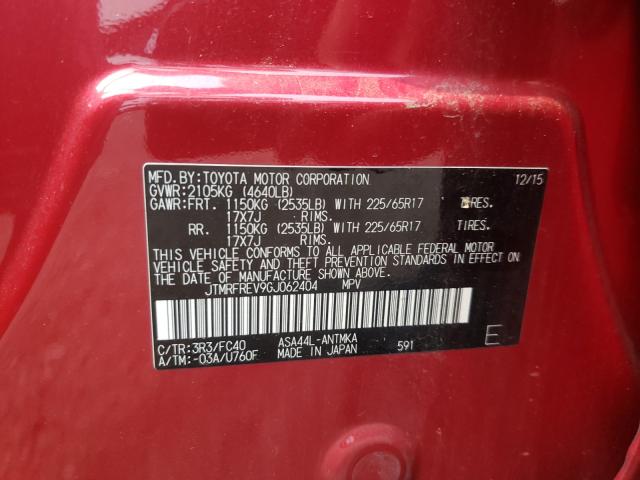 MFD. BY:TOYOTA MOTOR CORPORATION 12/15
GVWR:2105KG (4640LB)
GAWR:FRT. 1150KG (2535LB) WITH 225/65R17 TIRES.
17X7J RIMS.
RR. 1150KG (2535LB) WITH 225/65R17 TIRES.
17X7J RIMS.
THIS VEHICLE CONFORMS TO ALL APPLICABLE FEDERAL MOTOR
VEHICLE SAFETY AND THEFT PREVENTION STANDARDS IN EFFECT ON
THE DATE OF MANUFACTURE SHOWN ABOVE.
JTMRFREV9GJ062404 MPV
C/TR:3R3/FC40 ASA44L-ANTMKA
A/TM:-03A/U760F MADE IN JAPAN 591 E